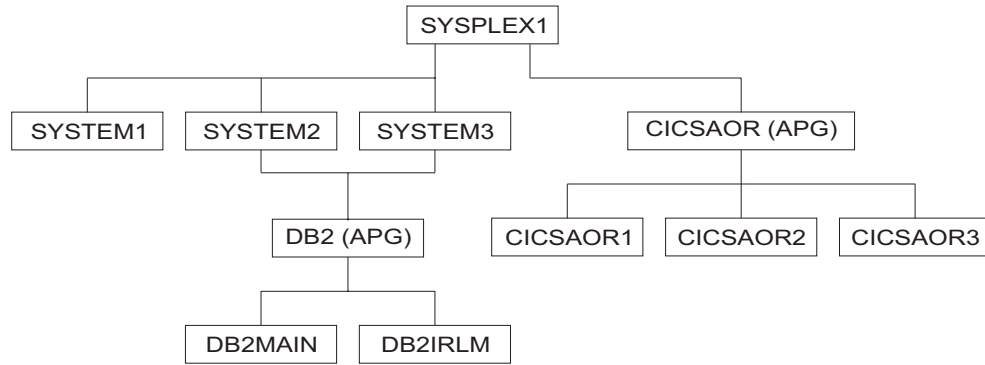 SYSPLEX1
SYSTEM1
SYSTEM2
SYSTEM3
CICSAOR (APG)
DB2 (APG)
CICSAOR1
CICSAOR2
CICSAOR3
DB2MAIN
DB2IRLM